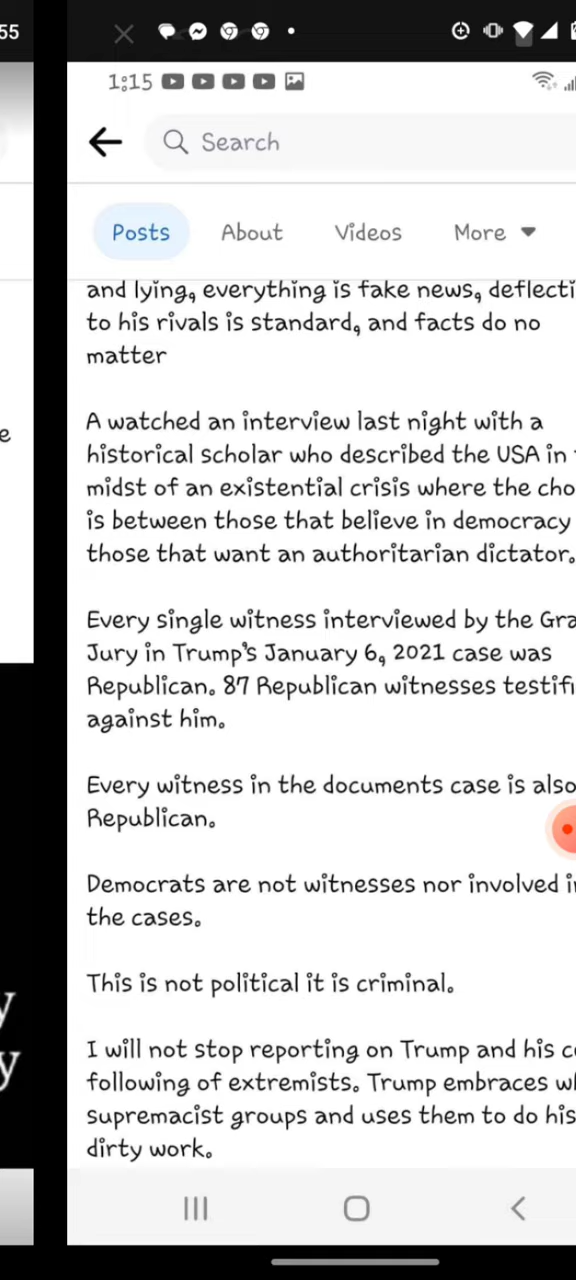 55
1:15
Search
Posts About Videos More
e
and lying, everything is fake news, deflecti
to his rivals is standard, and facts do no
matter
A watched an interview last night with a
historical scholar who described the USA in
midst of an existential crisis where the cho
is between those that believe in democracy
those that want an authoritarian dictator.
Every single witness interviewed by the Gra
Jury in Trump's January 6, 2021 case was
Republican. 87 Republican witnesses testifi
against him.
Every witness in the documents case is also
Republican.
Democrats are not witnesses nor involved in
the cases.
This is not political it is criminal.
y
y
I will not stop reporting on Trump and his c
following of extremists. Trump embraces wh
supremacist groups and uses them to do his
dirty work.